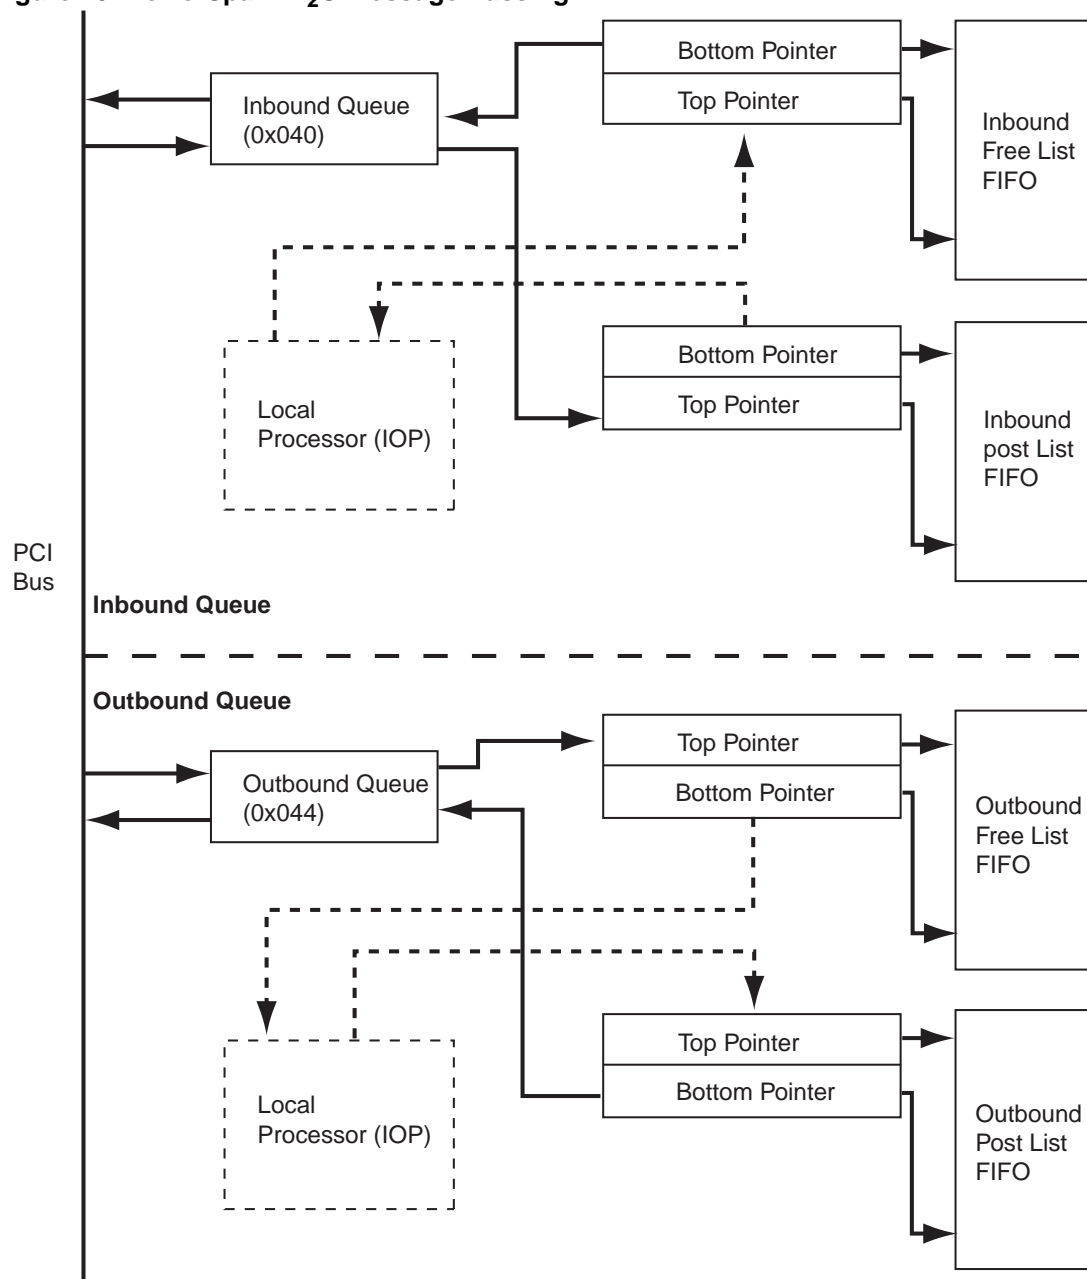 Bottom Pointer
Top Pointer
Inbound Queue
(0x040)
Inbound
Free List
FIFO
Bottom Pointer
Top Pointer
Local
Processor (IOP)
Inbound
post List
FIFO
PCI
Bus
Inbound Queue
Outbound Queue
Top Pointer
Bottom Pointer
Outbound Queue
(0x044)
Outbound
Free List
FIFO
Top Pointer
Bottom Pointer
Local
Processor (IOP)
Outbound
Post List
FIFO